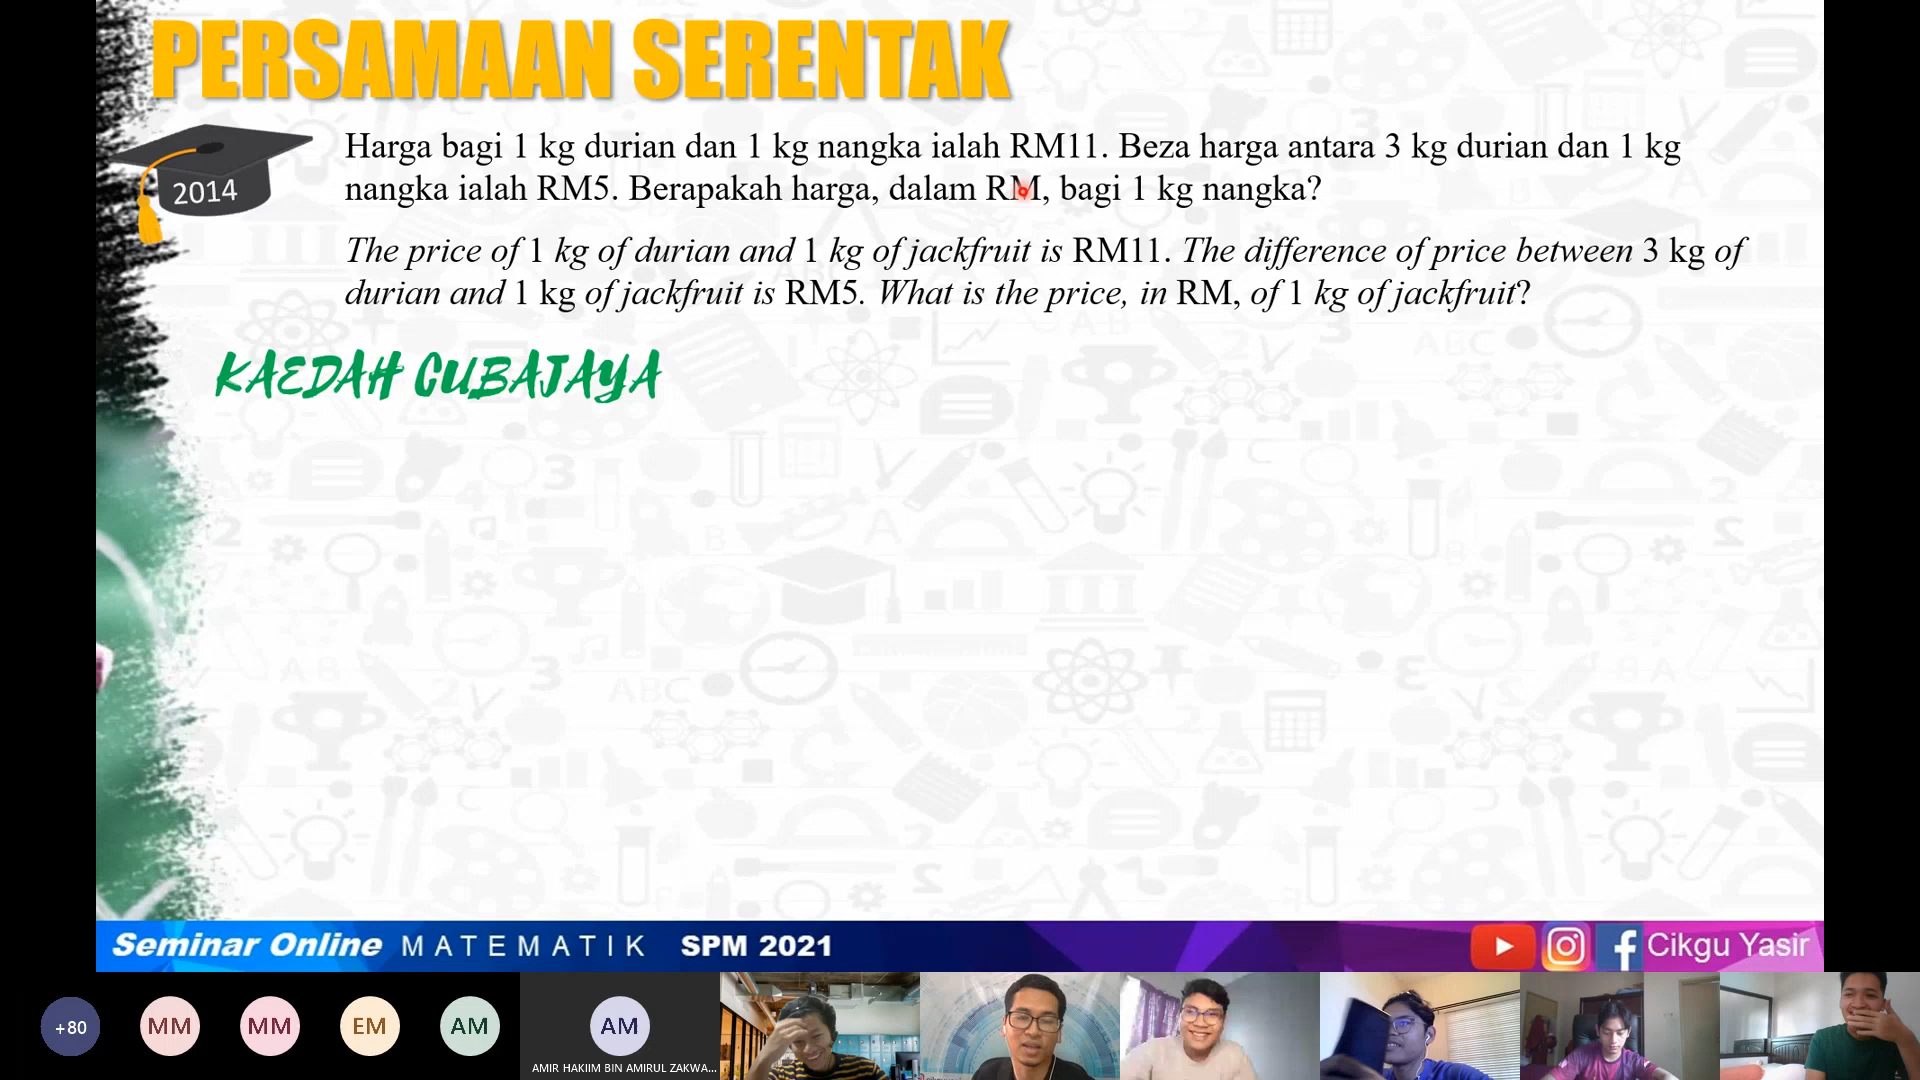 PERSAMAAN SERENTAK
2014
Harga bagi 1 kg durian dan 1 kg nangka ialah RM11. Beza harga antara 3 kg durian dan 1 kg
nangka ialah RM5. Berapakah harga, dalam RM, bagi 1 kg nangka?
The price of 1 kg of durian and 1 kg of jackfruit is RM11. The difference of price between 3 kg of
durian and 1 kg of jackfruit is RM5. What is the price, in RM, of 1 kg of jackfruit?
KAEDAH CUBAJAYA
Seminar Online MATEMATIK SPM 2021
Cikgu Yasir
+80
MM
MM
EM
AM
AM
AMIR HAKIIM BIN AMIRUL ZAKWA...